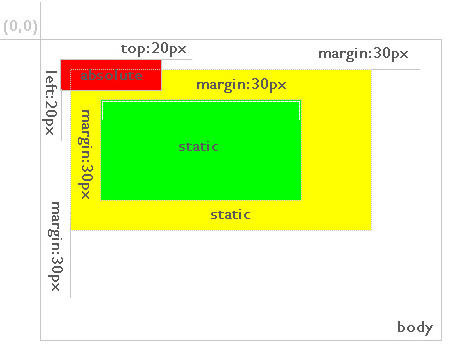 (0,0)
top:20px
margin:30px
absolute
margin:30px
left:20px
margin:30px
static
margin:30px
static
body